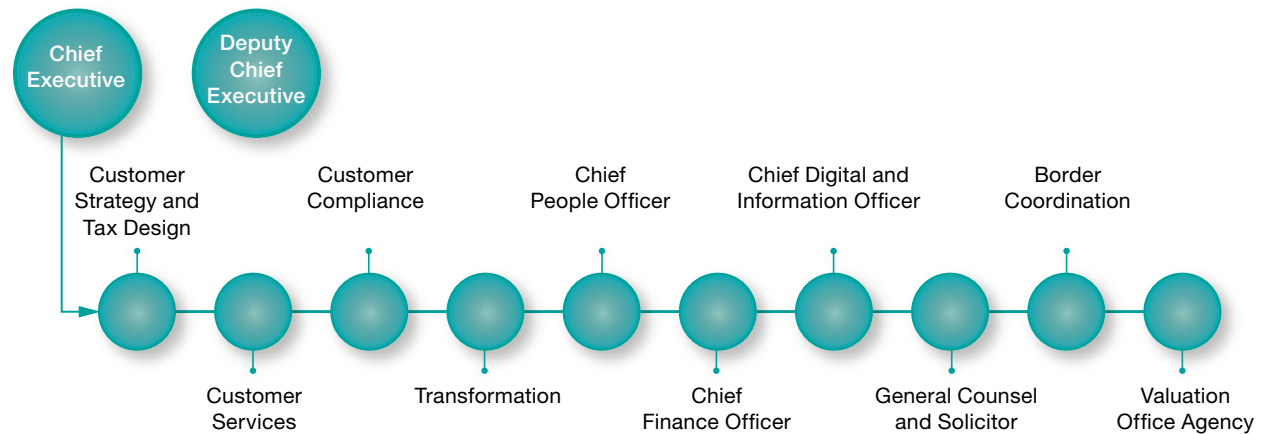 Chief
Executive
Deputy
Chief
Executive
Customer
Strategy and
Tax Design
Customer
Compliance
Chief
People Officer
Chief Digital and
Information Officer
Border
Coordination
Customer
Services
Transformation
Chief
Finance Officer
General Counsel
and Solicitor
Valuation
Office Agency